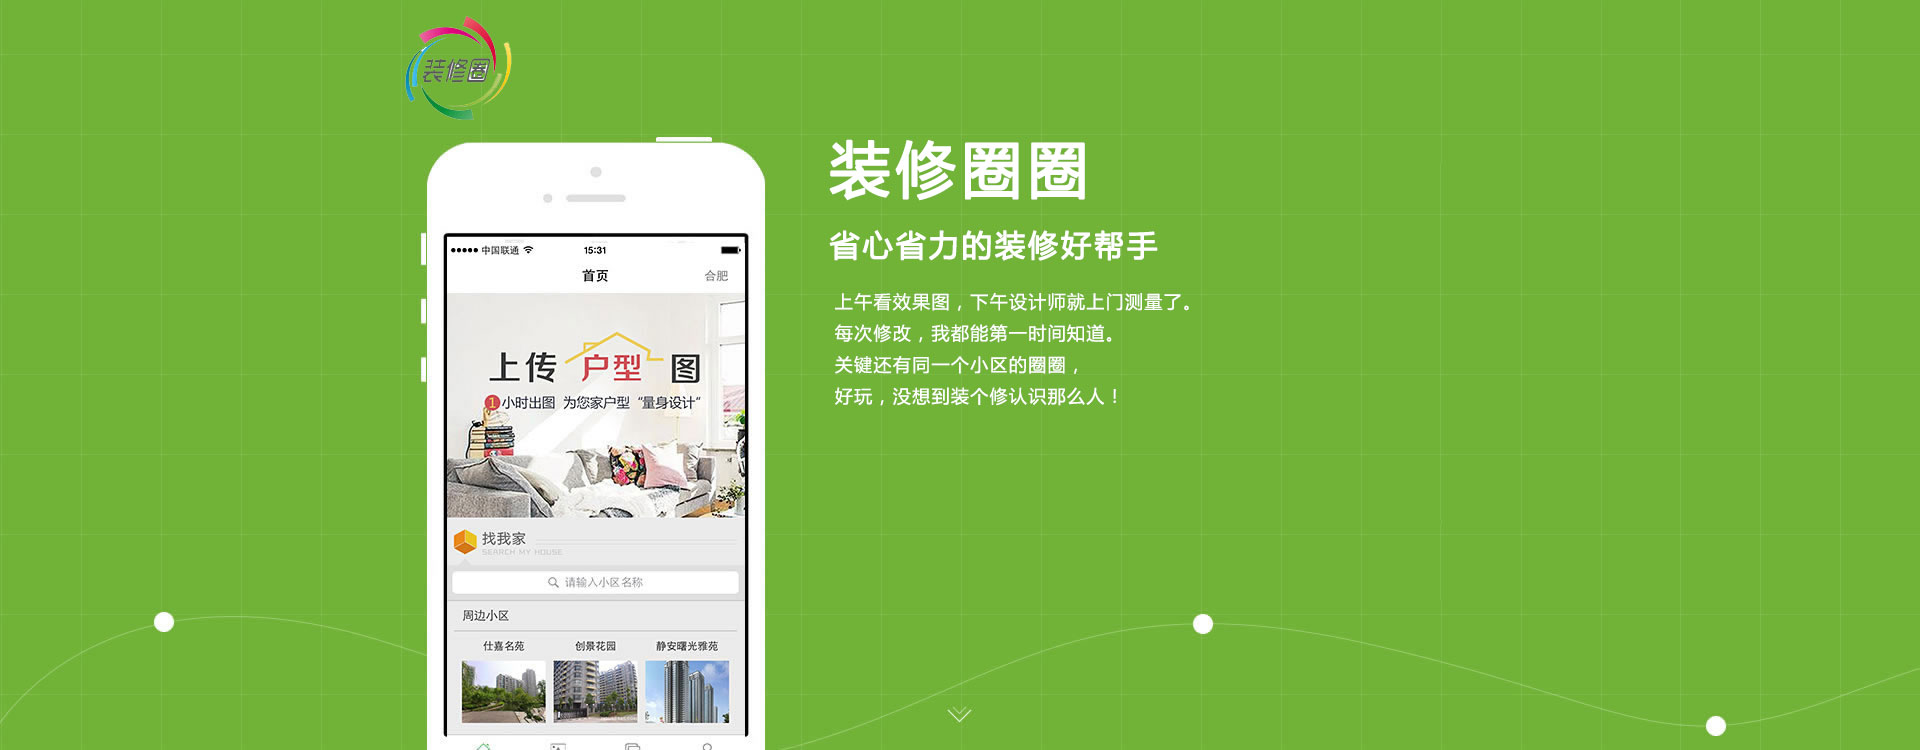 装修圈
装修圈圈
省心省力的装修好帮手
上午看效果图，下午设计师就上门测量了。
每次修改，我都能第一时间知道。
关键还有同一个小区的圈圈，
好玩，没想到装个修认识那么人！
中国联通 15:31
首页 合肥
上传 户型 图
1 小时出图 为您家户型“量身设计”
找我家
SEARCH MY HOUSE
请输入小区名称
周边小区
仕嘉名苑 创景花园 静安曙光雅苑